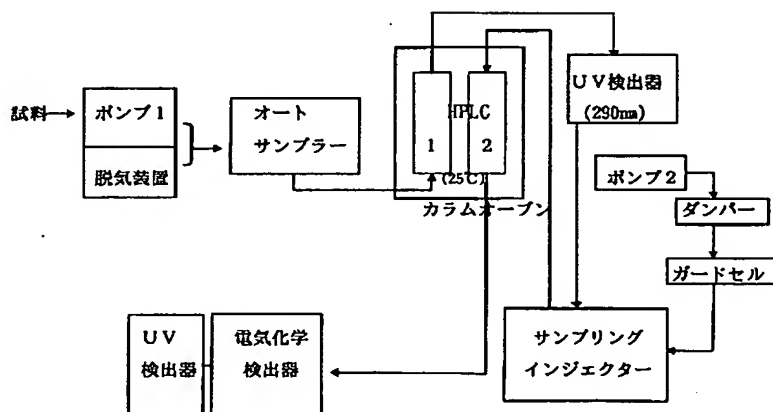 試料
ポンプ1
脱気装置
オート
サンプラー
HPLC
1 2
(25℃)
カラムオーブン
UV検出器
(290nm)
ポンプ2
ダンパー
ガードセル
サンプリング
インジェクター
UV
検出器
電気化学
検出器